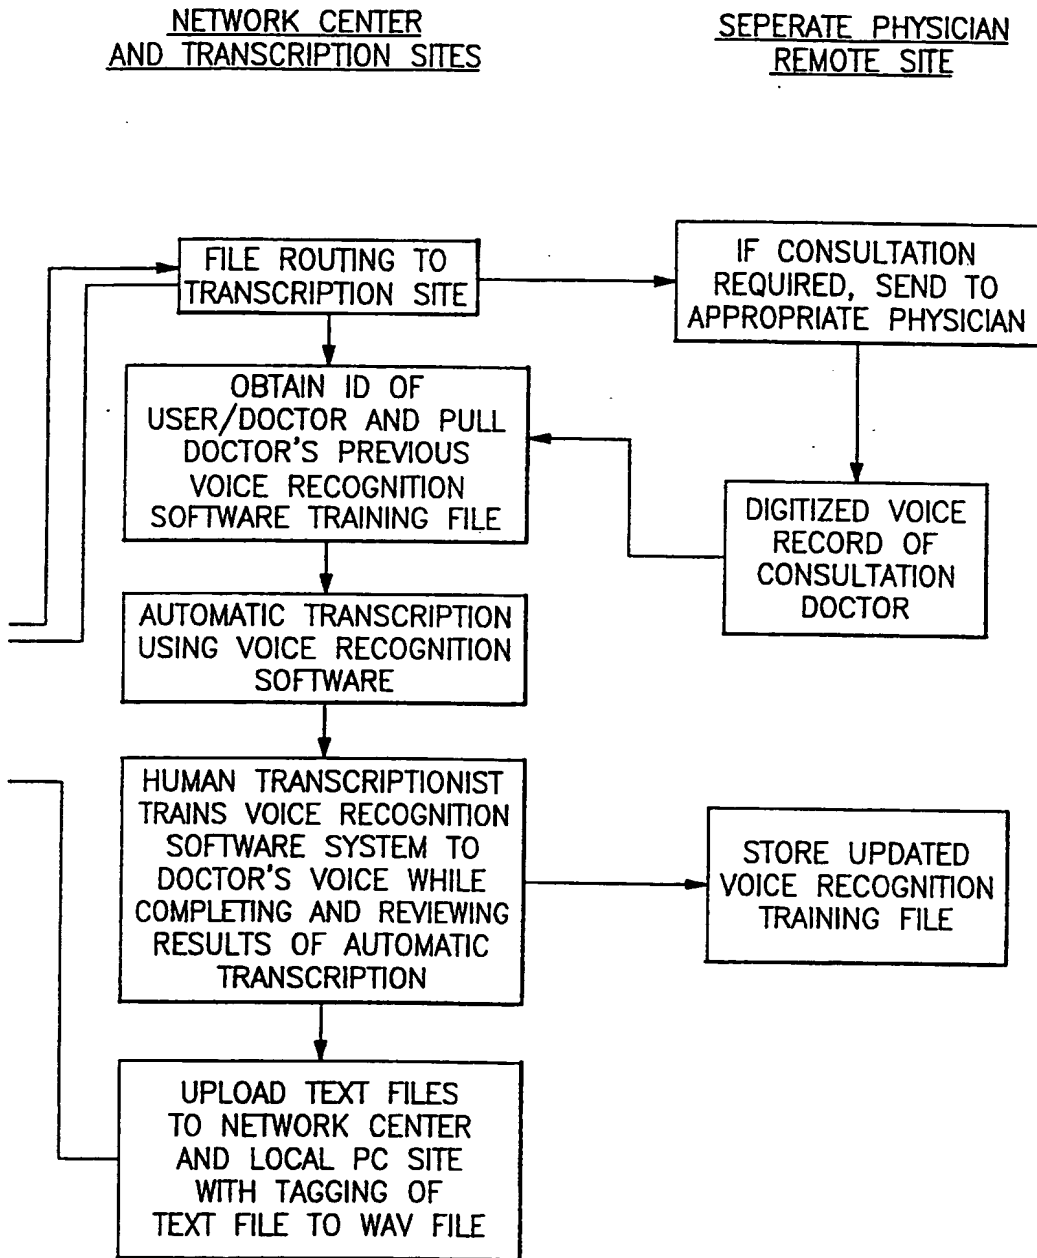 NETWORK CENTER
AND TRANSCRIPTION SITES
SEPERATE PHYSICIAN
REMOTE SITE
FILE ROUTING TO
TRANSCRIPTION SITE
IF CONSULTATION
REQUIRED, SEND TO
APPROPRIATE PHYSICIAN
OBTAIN ID OF
USER/DOCTOR AND PULL
DOCTOR'S PREVIOUS
VOICE RECOGNITION
SOFTWARE TRAINING FILE
DIGITIZED VOICE
RECORD OF
CONSULTATION
DOCTOR
AUTOMATIC TRANSCRIPTION
USING VOICE RECOGNITION
SOFTWARE
HUMAN TRANSCRIPTIONIST
TRAINS VOICE RECOGNITION
SOFTWARE SYSTEM TO
DOCTOR'S VOICE WHILE
COMPLETING AND REVIEWING
RESULTS OF AUTOMATIC
TRANSCRIPTION
STORE UPDATED
VOICE RECOGNITION
TRAINING FILE
UPLOAD TEXT FILES
TO NETWORK CENTER
AND LOCAL PC SITE
WITH TAGGING OF
TEXT FILE TO WAV FILE